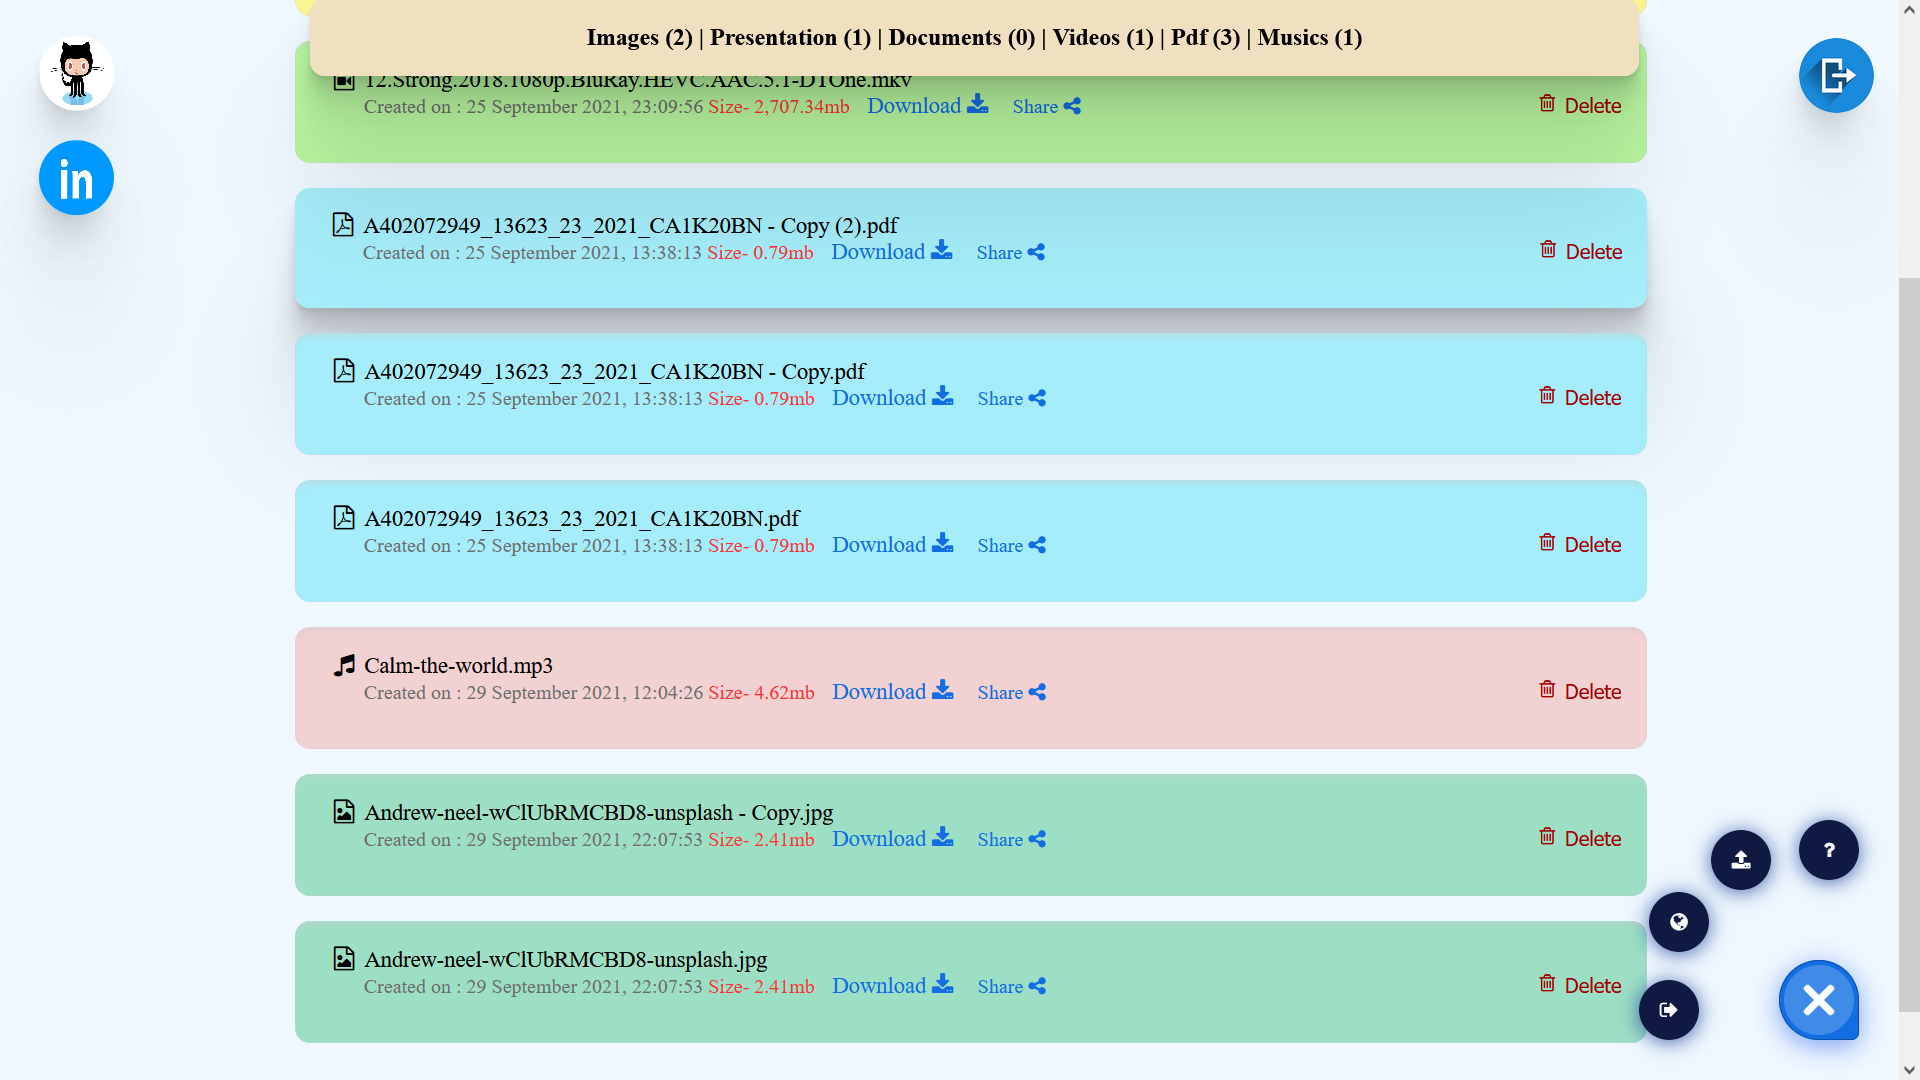 Images (2) | Presentation (1) | Documents (0) | Videos (1) | Pdf (3) | Musics (1)
12.Strong.2018.1080p.BluRay.HEVC.AAC.5.1-DTOne.mkv
Created on : 25 September 2021, 23:09:56 Size- 2,707.34mb Download Share Delete
in
A402072949_13623_23_2021_CA1K20BN - Copy (2).pdf
Created on : 25 September 2021, 13:38:13 Size- 0.79mb Download Share Delete
A402072949_13623_23_2021_CA1K20BN - Copy.pdf
Created on : 25 September 2021, 13:38:13 Size- 0.79mb Download Share Delete
A402072949_13623_23_2021_CA1K20BN.pdf
Created on : 25 September 2021, 13:38:13 Size- 0.79mb Download Share Delete
Calm-the-world.mp3
Created on : 29 September 2021, 12:04:26 Size- 4.62mb Download Share Delete
Andrew-neel-wClUbRMCBD8-unsplash - Copy.jpg
Created on : 29 September 2021, 22:07:53 Size- 2.41mb Download Share Delete
?
Andrew-neel-wClUbRMCBD8-unsplash.jpg
Created on : 29 September 2021, 22:07:53 Size- 2.41mb Download Share Delete